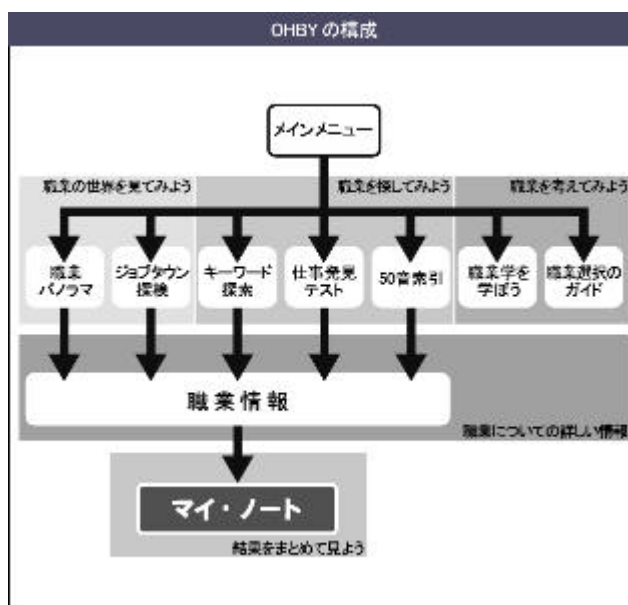 OHBYの構成
メインメニュー
職業の世界を見てみよう
職業を探してみよう
職業を考えてみよう
職業
パノラマ
ジョブタウン
探検
キーワード
探索
仕事発見
テスト
50音索引
職業学を
学ぼう
職業選択の
ガイド
職業情報
職業についての詳しい情報
マイ・ノート
結果をまとめて見よう